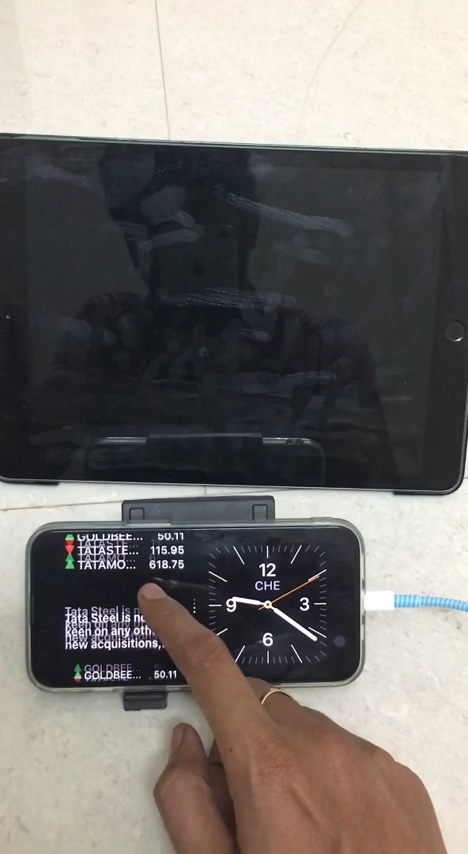 GOLDBEE... 50.11
TATASTE... 115.95
TATAMO... 618.75
Tata Steel is no
keen on any oth
new acquisitions,...
GOLDBEE... 50.11
12
CHE
9 3
6